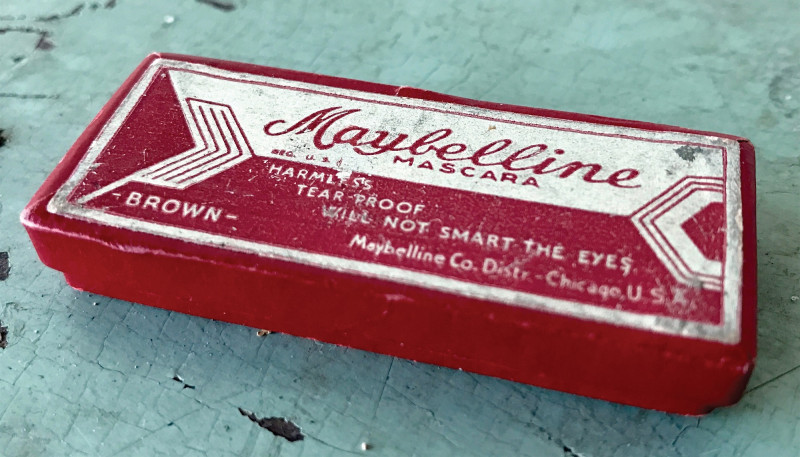 Maybelline
REG. U.S.
MASCARA
HARMLESS
TEAR PROOF
WILL NOT SMART THE EYES
-BROWN-
Maybelline Co. Distr.-Chicago, U.S.A.